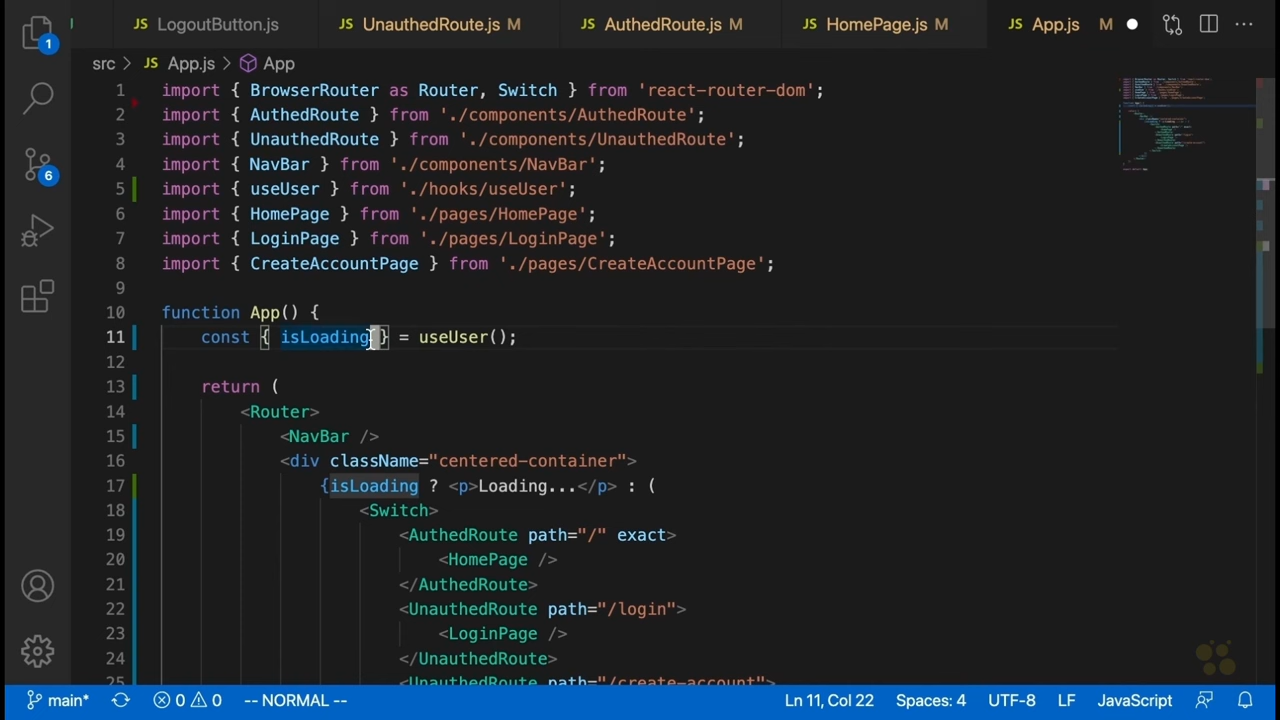 JS LogoutButton.js
JS UnauthedRoute.js M
JS AuthedRoute.js M
JS HomePage.js M
JS App.js M
1
6
src > JS App.js > App
1 import { BrowserRouter as Router, Switch } from 'react-router-dom';
2 import { AuthedRoute } from './components/AuthedRoute';
3 import { UnauthedRoute } from './components/UnauthedRoute';
4 import { NavBar } from './components/NavBar';
5 import { useUser } from './hooks/useUser';
6 import { HomePage } from './pages/HomePage';
7 import { LoginPage } from './pages/LoginPage';
8 import { CreateAccountPage } from './pages/CreateAccountPage';
9
10 function App() {
11 const { isLoading } = useUser();
12
13 return (
14 <Router>
15 <NavBar />
16 <div className="centered-container">
17 {isLoading ? <p>Loading...</p> : (
18 <Switch>
19 <AuthedRoute path="/" exact>
20 <HomePage />
21 </AuthedRoute>
22 <UnauthedRoute path="/login">
23 <LoginPage />
24 </UnauthedRoute>
25 <UnauthedRoute path="/create-account">
main* 0 0 -- NORMAL -- Ln 11, Col 22 Spaces: 4 UTF-8 LF JavaScript